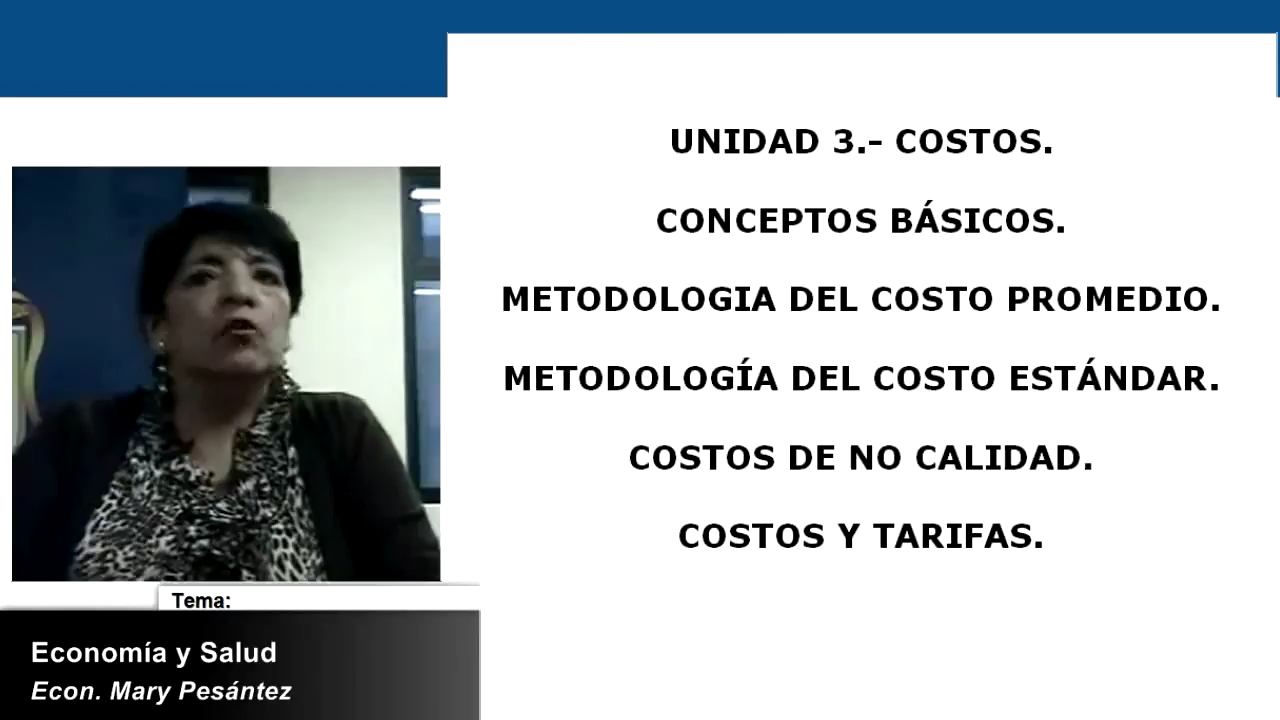 UNIDAD 3.- COSTOS.
CONCEPTOS BÁSICOS.
METODOLOGIA DEL COSTO PROMEDIO.
METODOLOGÍA DEL COSTO ESTÁNDAR.
COSTOS DE NO CALIDAD.
COSTOS Y TARIFAS.
Tema:
Economía y Salud
Econ. Mary Pesántez